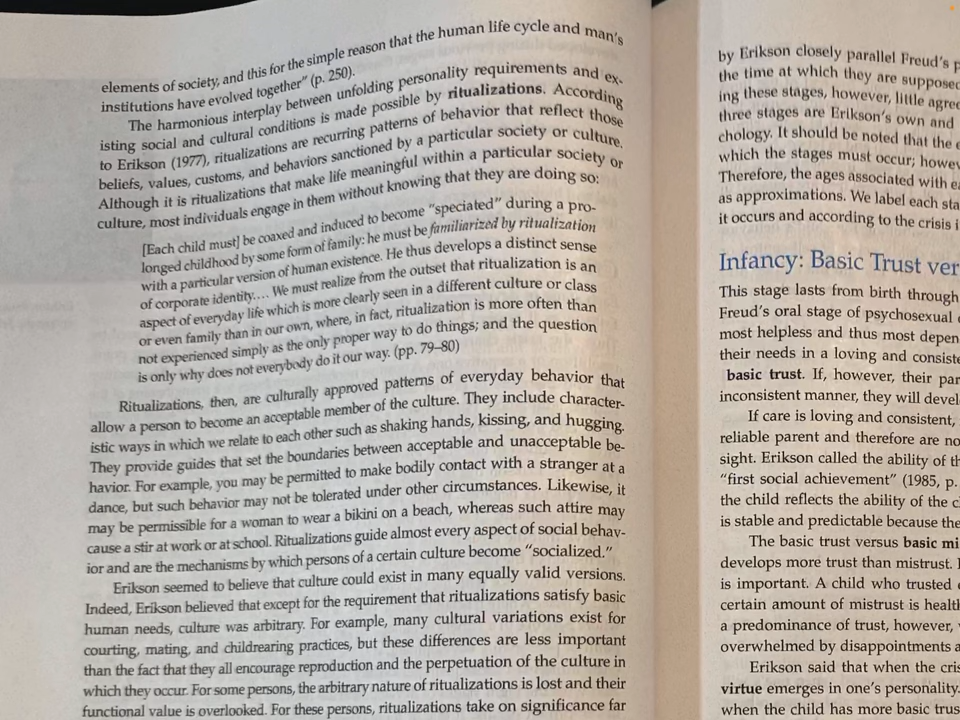 elements of society, and this for the simple reason that the human life cycle and man's
institutions have evolved together" (p. 250).
The harmonious interplay between unfolding personality requirements and ex-
isting social and cultural conditions is made possible by ritualizations. According
to Erikson (1977), ritualizations are recurring patterns of behavior that reflect those
beliefs, values, customs, and behaviors sanctioned by a particular society or culture.
Although it is ritualizations that make life meaningful within a particular society or
culture, most individuals engage in them without knowing that they are doing so:
[Each child must] be coaxed and induced to become "speciated" during a pro-
longed childhood by some form of family: he must be familiarized by ritualization
with a particular version of human existence. He thus develops a distinct sense
of corporate identity.... We must realize from the outset that ritualization is an
aspect of everyday life which is more clearly seen in a different culture or class
or even family than in our own, where, in fact, ritualization is more often than
not experienced simply as the only proper way to do things; and the question
is only why does not everybody do it our way. (pp. 79–80)
Ritualizations, then, are culturally approved patterns of everyday behavior that
allow a person to become an acceptable member of the culture. They include character-
istic ways in which we relate to each other such as shaking hands, kissing, and hugging.
They provide guides that set the boundaries between acceptable and unacceptable be-
havior. For example, you may be permitted to make bodily contact with a stranger at a
dance, but such behavior may not be tolerated under other circumstances. Likewise, it
may be permissible for a woman to wear a bikini on a beach, whereas such attire may
cause a stir at work or at school. Ritualizations guide almost every aspect of social behav-
ior and are the mechanisms by which persons of a certain culture become "socialized."
Erikson seemed to believe that culture could exist in many equally valid versions.
Indeed, Erikson believed that except for the requirement that ritualizations satisfy basic
human needs, culture was arbitrary. For example, many cultural variations exist for
courting, mating, and childrearing practices, but these differences are less important
than the fact that they all encourage reproduction and the perpetuation of the culture in
which they occur. For some persons, the arbitrary nature of ritualizations is lost and their
functional value is overlooked. For these persons, ritualizations take on significance far
by Erikson closely parallel Freud's
the time at which they are
ing these stages, however, little
three stages are Erikson's own and
chology. It should be noted that the
which the stages must occur;
Therefore, the ages associated with
as approximations. We label each
it occurs and according to the crisis
Infancy: Basic Trust
This stage lasts from birth through
Freud's oral stage of psychosexual
most helpless and thus most
their needs in a loving and
basic trust. If, however, their
inconsistent manner, they will
If care is loving and consistent,
reliable parent and therefore are
sight. Erikson called the ability of
"first social achievement" (1985, p.
the child reflects the ability of the
is stable and predictable because the
The basic trust versus basic
develops more trust than mistrust.
is important. A child who trusted
certain amount of mistrust is
a predominance of trust, however,
overwhelmed by disappointments
Erikson said that when the
virtue emerges in one's personality.
when the child has more basic